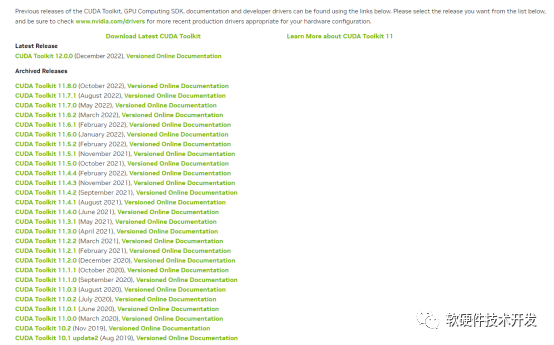 Previous releases of the CUDA Toolkit, GPU Computing SDK, documentation and developer drivers can be found using the links below. Please select the release you want from the list below,
and be sure to check www.nvidia.com/drivers for more recent production drivers appropriate for your hardware configuration.
Download Latest CUDA Toolkit Learn More about CUDA Toolkit 11
Latest Release
CUDA Toolkit 12.0.0 (December 2022), Versioned Online Documentation
Archived Releases
CUDA Toolkit 11.8.0 (October 2022), Versioned Online Documentation
CUDA Toolkit 11.7.1 (August 2022), Versioned Online Documentation
CUDA Toolkit 11.7.0 (May 2022), Versioned Online Documentation
CUDA Toolkit 11.6.2 (March 2022), Versioned Online Documentation
CUDA Toolkit 11.6.1 (February 2022), Versioned Online Documentation
CUDA Toolkit 11.6.0 (January 2022), Versioned Online Documentation
CUDA Toolkit 11.5.2 (February 2022), Versioned Online Documentation
CUDA Toolkit 11.5.1 (November 2021), Versioned Online Documentation
CUDA Toolkit 11.5.0 (October 2021), Versioned Online Documentation
CUDA Toolkit 11.4.4 (February 2022), Versioned Online Documentation
CUDA Toolkit 11.4.3 (November 2021), Versioned Online Documentation
CUDA Toolkit 11.4.2 (September 2021), Versioned Online Documentation
CUDA Toolkit 11.4.1 (August 2021), Versioned Online Documentation
CUDA Toolkit 11.4.0 (June 2021), Versioned Online Documentation
CUDA Toolkit 11.3.1 (May 2021), Versioned Online Documentation
CUDA Toolkit 11.3.0 (April 2021), Versioned Online Documentation
CUDA Toolkit 11.2.2 (March 2021), Versioned Online Documentation
CUDA Toolkit 11.2.1 (February 2021), Versioned Online Documentation
CUDA Toolkit 11.2.0 (December 2020), Versioned Online Documentation
CUDA Toolkit 11.1.1 (October 2020), Versioned Online Documentation
CUDA Toolkit 11.1.0 (September 2020), Versioned Online Documentation
CUDA Toolkit 11.0.3 (August 2020), Versioned Online Documentation
CUDA Toolkit 11.0.2 (July 2020), Versioned Online Documentation
CUDA Toolkit 11.0.1 (June 2020), Versioned Online Documentation
CUDA Toolkit 11.0.0 (March 2020), Versioned Online Documentation
CUDA Toolkit 10.2 (Nov 2019), Versioned Online Documentation
CUDA Toolkit 10.1 update2 (Aug 2019), Versioned Online Documentation
软硬件技术开发